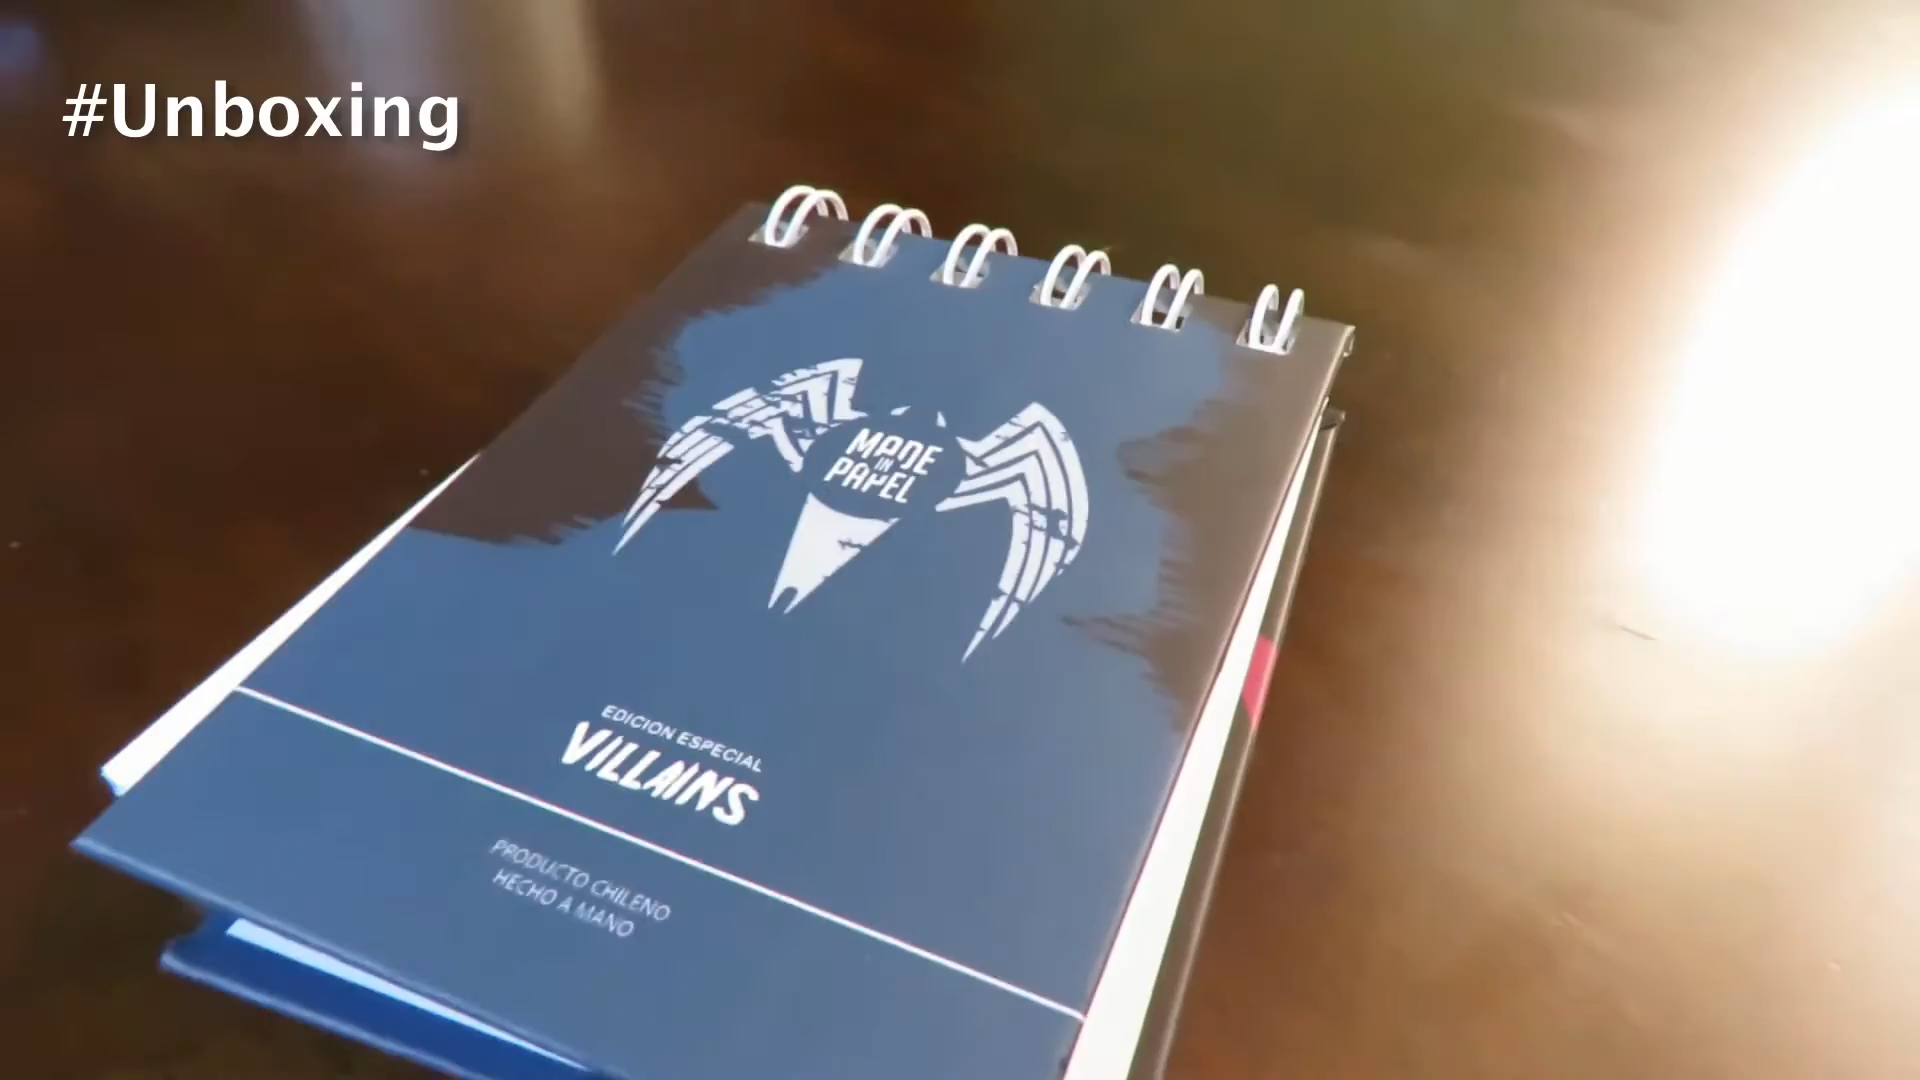 #Unboxing
MADE
IN
PAPEL
EDICION ESPECIAL
VILLAINS
PRODUCTO CHILENO
HECHO A MANO